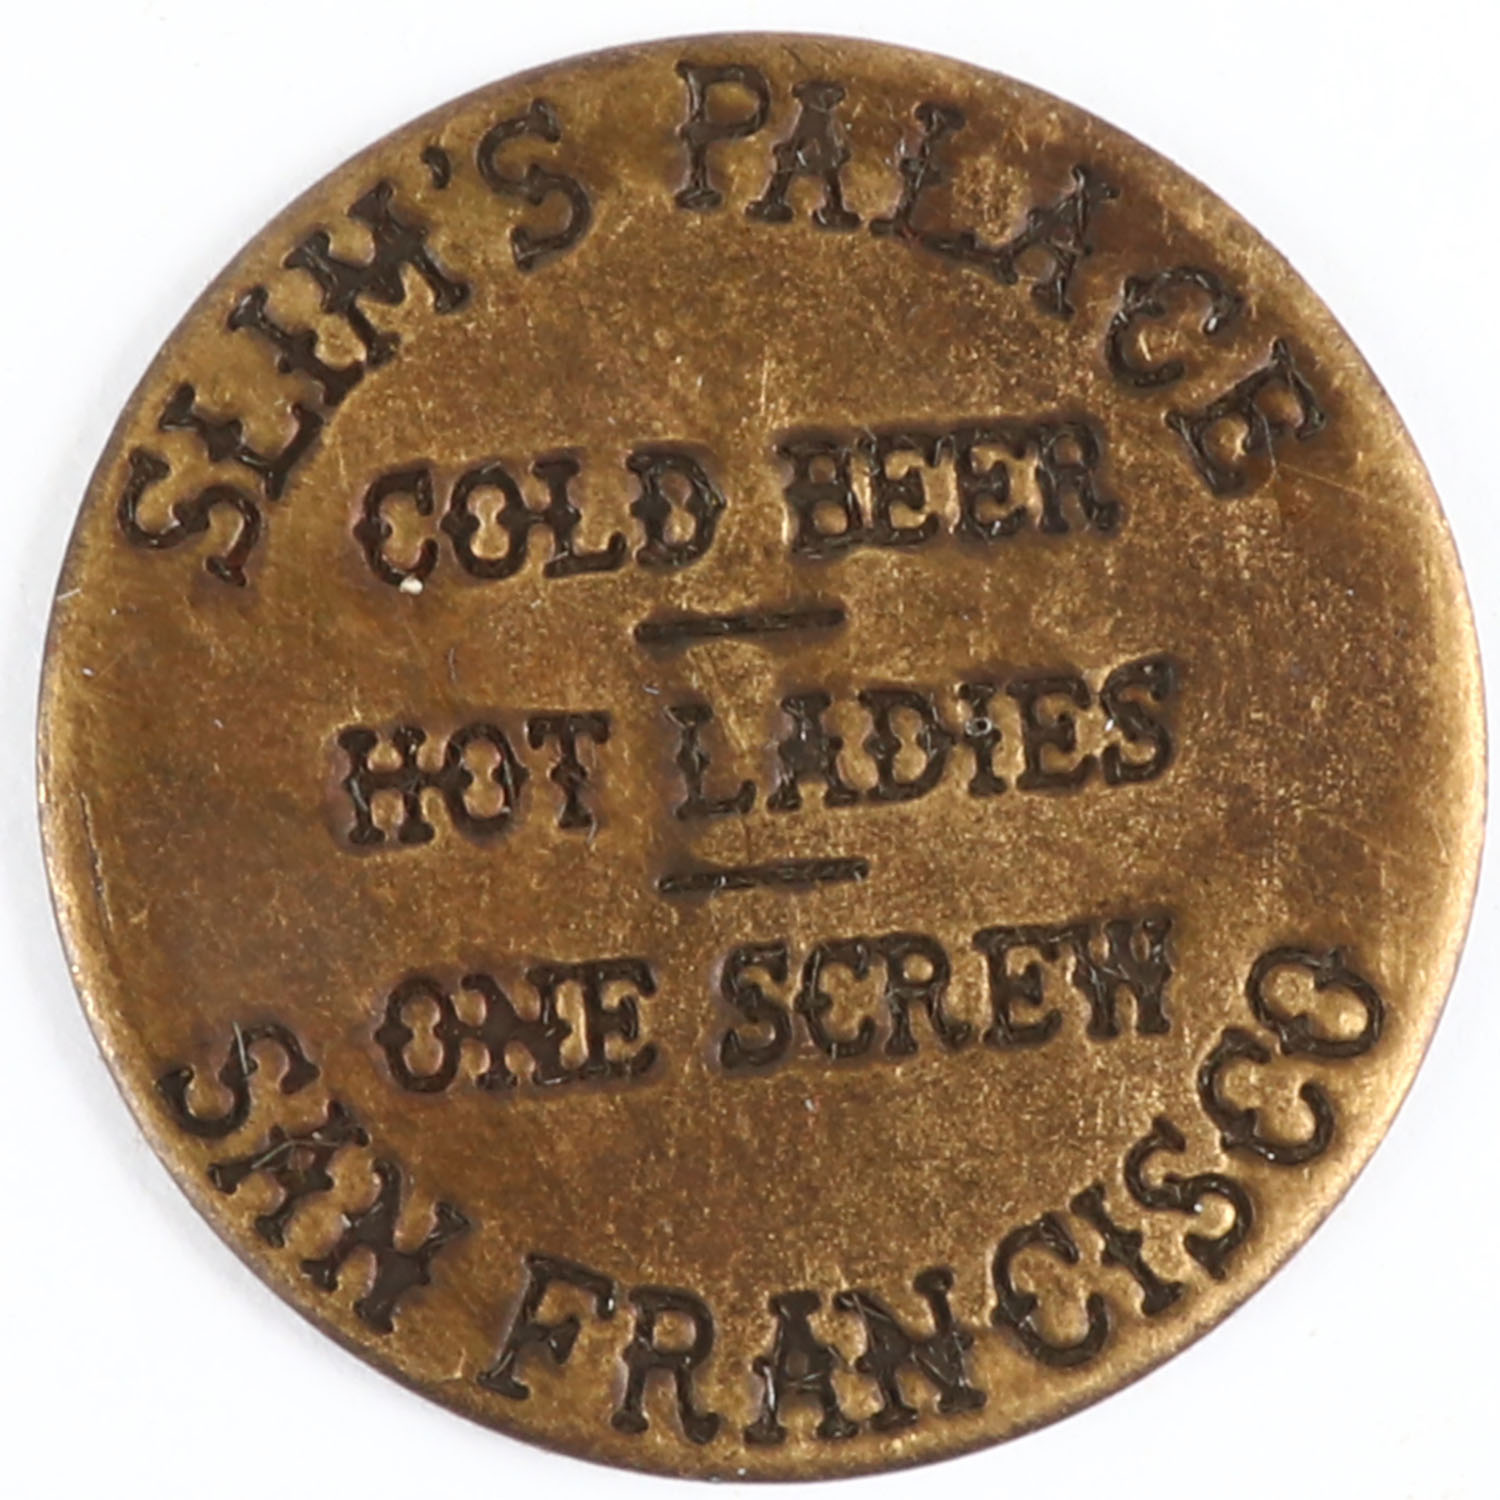 SLIM'S PALACE
COLD BEER
HOT LADIES
ONE SCREW
SAN FRANCISCO